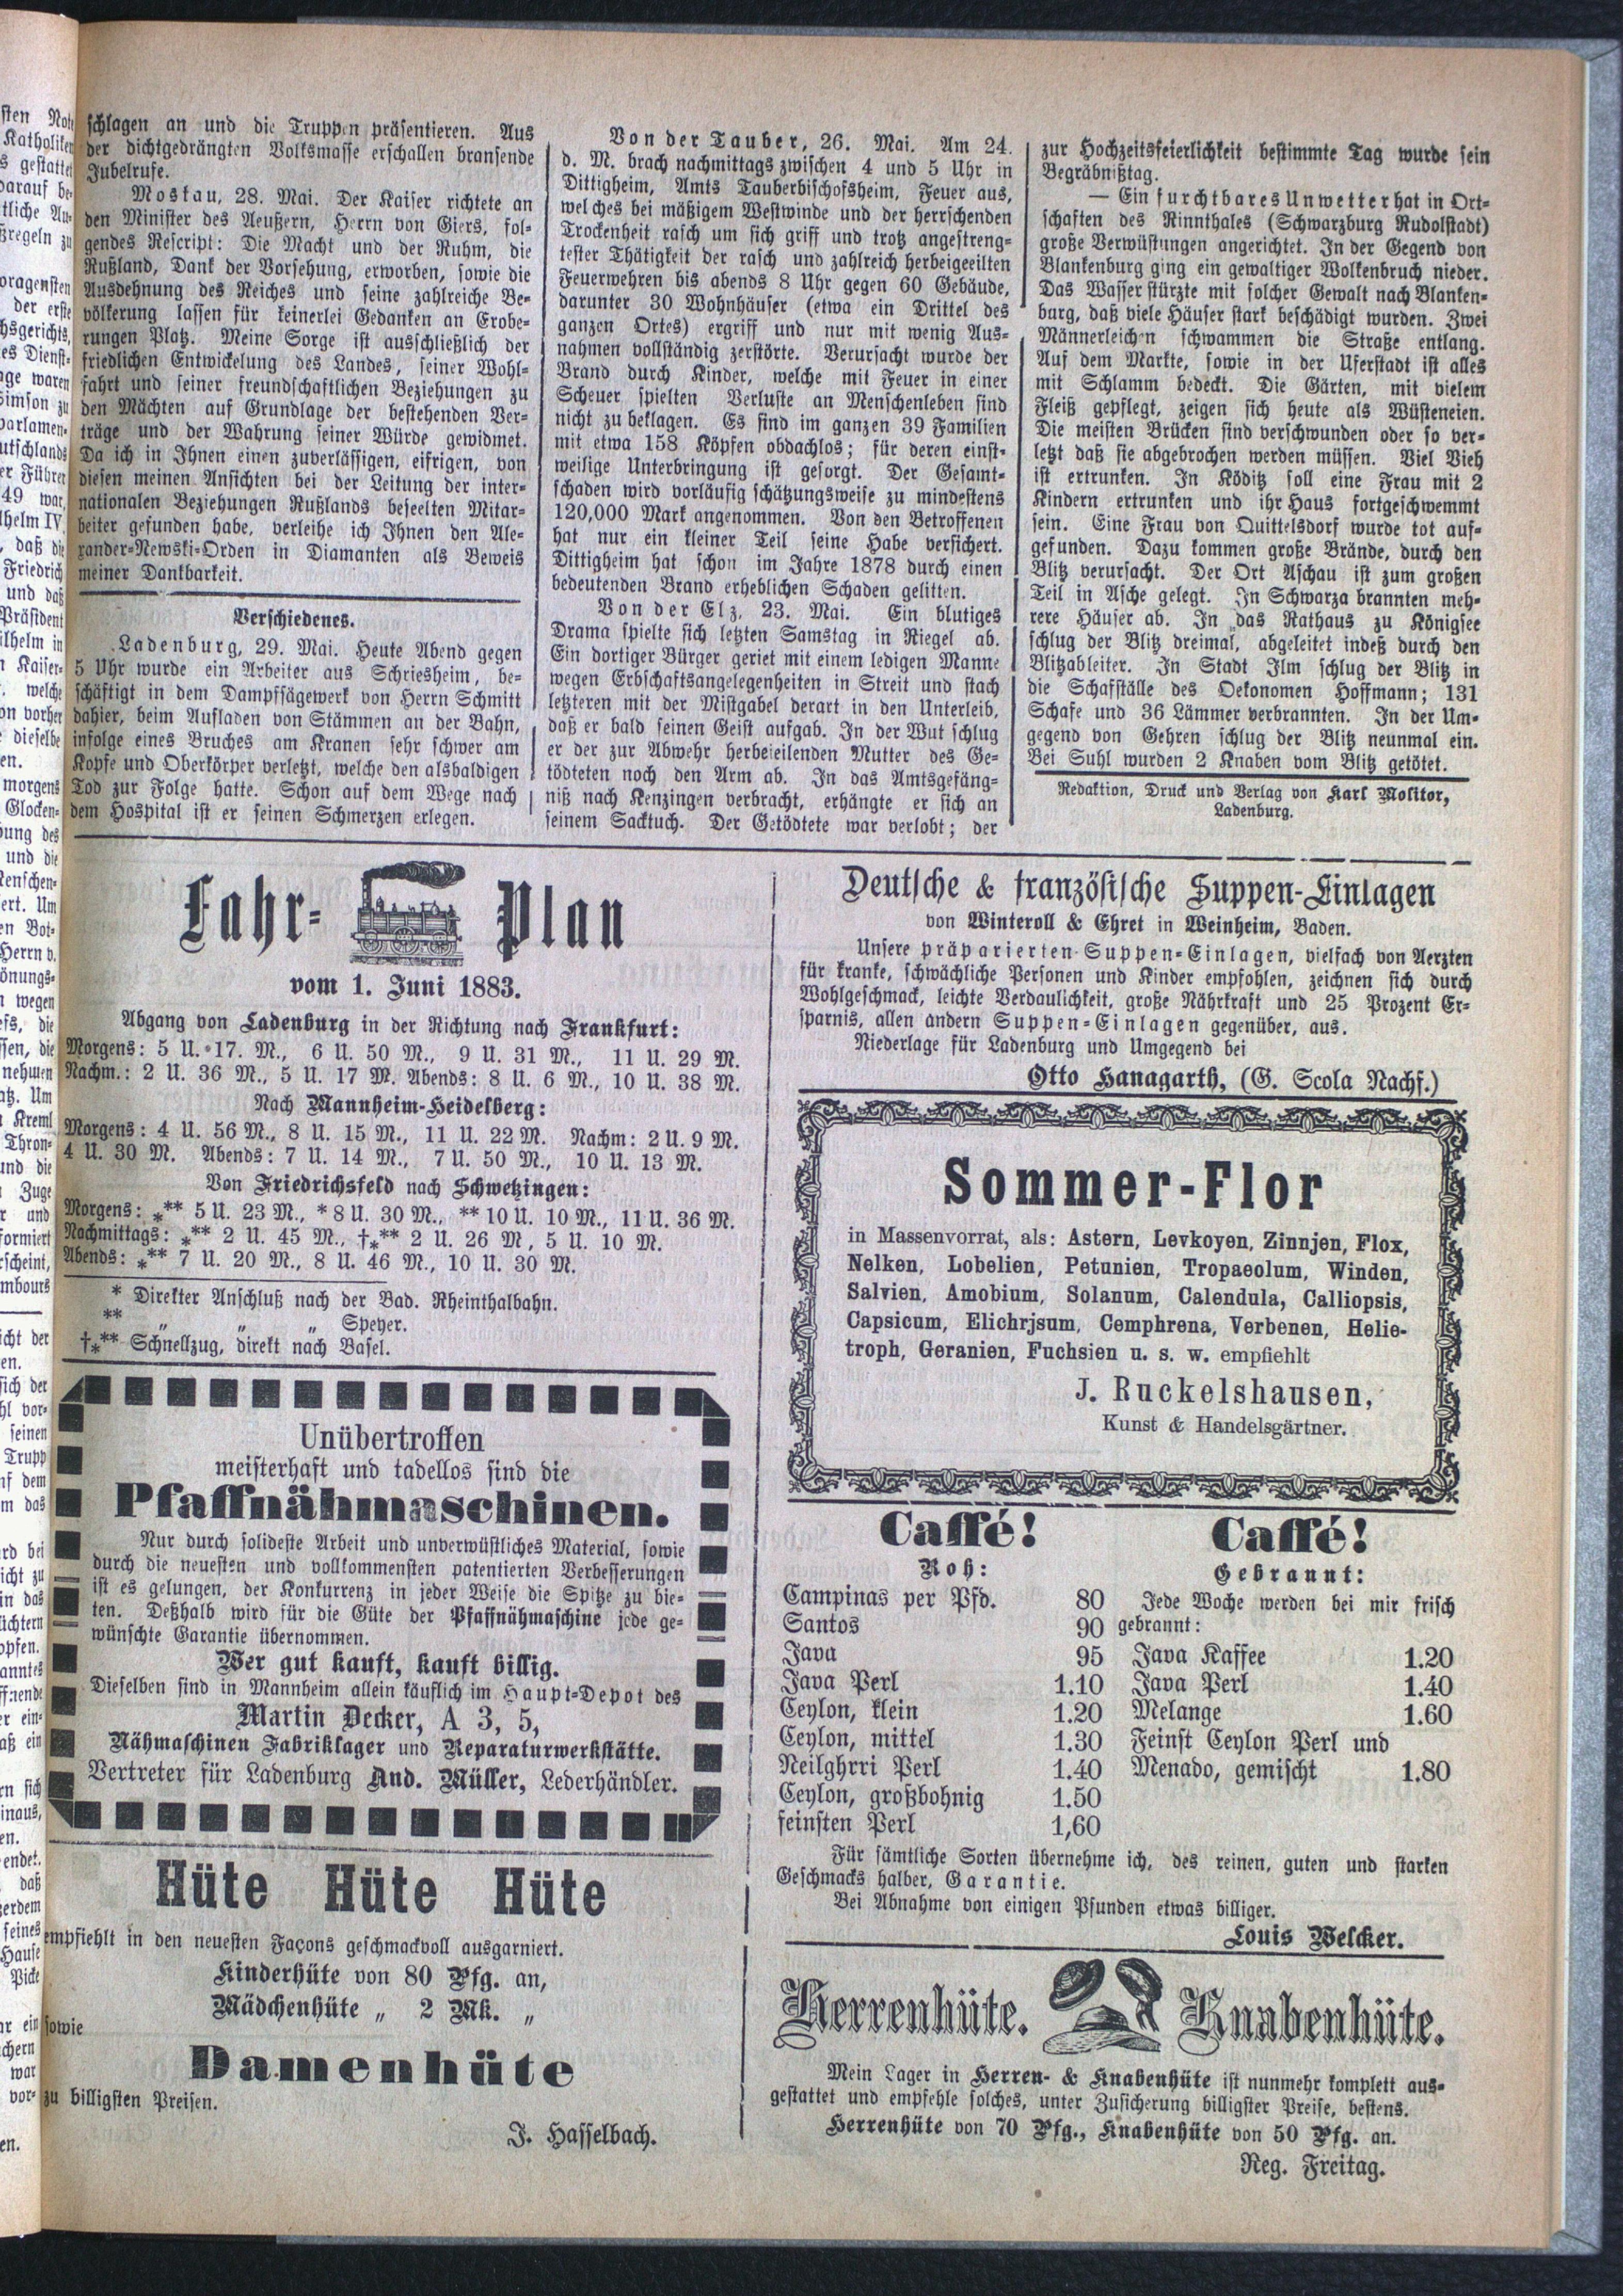 schlagen an und die Truppen präsentieren. Aus
der dichtgedrängten Volksmasse erschallen brausende
Jubelrufe.
Moskau, 28. Mai. Der Kaiser richtete an
den Minister des Aeußern, Herrn von Giers, fol-
gendes Rescript: Die Macht und der Ruhm, die
Rußland, Dank der Vorsehung, erworben, sowie die
Ausdehnung des Reiches und seine zahlreiche Be-
völkerung lassen für keinerlei Gedanken an Erobe-
rungen Platz. Meine Sorge ist ausschließlich der
friedlichen Entwickelung des Landes, seiner Wohl-
fahrt und seiner freundschaftlichen Beziehungen zu
den Mächten auf Grundlage der bestehenden Ver-
träge und der Wahrung seiner Würde gewidmet.
Da ich in Ihnen einen zuverlässigen, eifrigen, von
diesen meinen Ansichten bei der Leitung der inter-
nationalen Beziehungen Rußlands beseelten Mitar-
beiter gefunden habe, verleihe ich Ihnen den Ale-
xander-Newski-Orden in Diamanten als Beweis
meiner Dankbarkeit.
Verschiedenes.
Ladenburg, 29. Mai. Heute Abend gegen
5 Uhr wurde ein Arbeiter aus Schriesheim, be-
schäftigt in dem Dampfsägewerk von Herrn Schmitt
dahier, beim Aufladen von Stämmen an der Bahn,
infolge eines Bruches am Kranen sehr schwer am
Kopfe und Oberkörper verletzt, welche den alsbaldigen
Tod zur Folge hatte. Schon auf dem Wege nach
dem Hospital ist er seinen Schmerzen erlegen.
Von der Tauber, 26. Mai. Am 24.
d. M. brach nachmittags zwischen 4 und 5 Uhr in
Dittigheim, Amts Tauberbischofsheim, Feuer aus,
welches bei mäßigem Westwinde und der herrschenden
Trockenheit rasch um sich griff und trotz angestreng-
tester Thätigkeit der rasch und zahlreich herbeigeeilten
Feuerwehren bis abends 8 Uhr gegen 60 Gebäude,
darunter 30 Wohnhäuser (etwa ein Drittel des
ganzen Ortes) ergriff und nur mit wenig Aus-
nahmen vollständig zerstörte. Verursacht wurde der
Brand durch Kinder, welche mit Feuer in einer
Scheuer spielten Verluste an Menschenleben sind
nicht zu beklagen. Es sind im ganzen 39 Familien
mit etwa 158 Köpfen obdachlos; für deren einst-
weilige Unterbringung ist gesorgt. Der Gesamt-
schaden wird vorläufig schätzungsweise zu mindestens
120,000 Mark angenommen. Von den Betroffenen
hat nur ein kleiner Teil seine Habe versichert.
Dittigheim hat schon im Jahre 1878 durch einen
bedeutenden Brand erheblichen Schaden gelitten.
Von der Elz, 23. Mai. Ein blutiges
Drama spielte sich letzten Samstag in Riegel ab.
Ein dortiger Bürger geriet mit einem ledigen Manne
wegen Erbschaftsangelegenheiten in Streit und stach
letzteren mit der Mistgabel derart in den Unterleib,
daß er bald seinen Geist aufgab. In der Wut schlug
er der zur Abwehr herbeieilenden Mutter des Ge-
tödteten noch den Arm ab. In das Amtsgefäng-
niß nach Kenzingen verbracht, erhängte er sich an
seinem Sacktuch. Der Getödtete war verlobt; der
zur Hochzeitsfeierlichkeit bestimmte Tag wurde sein
Begräbnißtag.
— Ein furchtbares Unwetter hat in Ort-
schaften des Rinnthales (Schwarzburg Rudolstadt)
große Verwüstungen angerichtet. In der Gegend von
Blankenburg ging ein gewaltiger Wolkenbruch nieder.
Das Wasser stürzte mit solcher Gewalt nach Blanken-
burg, daß viele Häuser stark beschädigt wurden. Zwei
Männerleichen schwammen die Straße entlang.
Auf dem Markte, sowie in der Uferstadt ist alles
mit Schlamm bedeckt. Die Gärten, mit vielem
Fleiß gepflegt, zeigen sich heute als Wüsteneien.
Die meisten Brücken sind verschwunden oder so ver-
letzt daß sie abgebrochen werden müssen. Viel Vieh
ist ertrunken. In Köditz soll eine Frau mit 2
Kindern ertrunken und ihr Haus fortgeschwemmt
sein. Eine Frau von Quittelsdorf wurde tot auf-
gefunden. Dazu kommen große Brände, durch den
Blitz verursacht. Der Ort Aschau ist zum großen
Teil in Asche gelegt. In Schwarza brannten meh-
rere Häuser ab. In das Rathaus zu Königsee
schlug der Blitz dreimal, abgeleitet indeß durch den
Blitzableiter. In Stadt Ilm schlug der Blitz in
die Schafställe des Oekonomen Hoffmann; 131
Schafe und 36 Lämmer verbrannten. In der Um-
gegend von Gehren schlug der Blitz neunmal ein.
Bei Suhl wurden 2 Knaben vom Blitz getötet.
Redaktion, Druck und Verlag von Karl Molitor,
Ladenburg.
Fahr- Plan
vom 1. Juni 1883.
Abgang von Ladenburg in der Richtung nach Frankfurt:
Morgens: 5 U. 17. M., 6 U. 50 M., 9 U. 31 M., 11 U. 29 M.
Nachm.: 2 U. 36 M., 5 U. 17 M. Abends: 8 U. 6 M., 10 U. 38 M.
Nach Mannheim-Heidelberg:
Morgens: 4 U. 56 M., 8 U. 15 M., 11 U. 22 M. Nachm: 2 U. 9 M.
4 U. 30 M. Abends: 7 U. 14 M., 7 U. 50 M., 10 U. 13 M.
Von Friedrichsfeld nach Schwetzingen:
Morgens: *** 5 U. 23 M., * 8 U. 30 M., ** 10 U. 10 M., 11 U. 36 M.
Nachmittags: *** 2 U. 45 M., †*** 2 U. 26 M, 5 U. 10 M.
Abends: *** 7 U. 20 M., 8 U. 46 M., 10 U. 30 M.
* Direkter Anschluß nach der Bad. Rheinthalbahn.
** „ „ „ Speyer.
†*** Schnellzug, direkt nach Basel.
Unübertroffen
meisterhaft und tadellos sind die
Pfaffnähmaschinen.
Nur durch solideste Arbeit und unverwüstliches Material, sowie
durch die neuesten und vollkommensten patentierten Verbesserungen
ist es gelungen, der Konkurrenz in jeder Weise die Spitze zu bie-
ten. Deßhalb wird für die Güte der Pfaffnähmaschine jede ge-
wünschte Garantie übernommen.
Wer gut kauft, kauft billig.
Dieselben sind in Mannheim allein käuflich im Haupt-Depot des
Martin Decker, A 3, 5,
Nähmaschinen Fabriklager und Reparaturwerkstätte.
Vertreter für Ladenburg And. Müller, Lederhändler.
Hüte Hüte Hüte
empfiehlt in den neuesten Façons geschmackvoll ausgarniert.
Kinderhüte von 80 Pfg. an,
Mädchenhüte „ 2 Mk. „
sowie
Damenhüte
zu billigsten Preisen.
J. Hasselbach.
Deutsche & französische Suppen-Einlagen
von Winteroll & Ehret in Weinheim, Baden.
Unsere präparierten Suppen-Einlagen, vielfach von Aerzten
für kranke, schwächliche Personen und Kinder empfohlen, zeichnen sich durch
Wohlgeschmack, leichte Verdaulichkeit, große Nährkraft und 25 Prozent Er-
sparnis, allen andern Suppen-Einlagen gegenüber, aus.
Niederlage für Ladenburg und Umgegend bei
Otto Hanagarth, (G. Scola Nachf.)
Sommer-Flor
in Massenvorrat, als: Astern, Levkoyen, Zinnjen, Flox,
Nelken, Lobelien, Petunien, Tropaeolum, Winden,
Salvien, Amobium, Solanum, Calendula, Calliopsis,
Capsicum, Elichrjsum, Cemphrena, Verbenen, Helie-
troph, Geranien, Fuchsien u. s. w. empfiehlt
J. Ruckelshausen,
Kunst & Handelsgärtner.
Caffé!
Roh:
Campinas per Pfd. 80
Santos 90
Java 95
Java Perl 1.10
Ceylon, klein 1.20
Ceylon, mittel 1.30
Neilghrri Perl 1.40
Ceylon, großbohnig 1.50
feinsten Perl 1,60
Caffé!
Gebrannt:
Jede Woche werden bei mir frisch
gebrannt:
Java Kaffee 1.20
Java Perl 1.40
Melange 1.60
Feinst Ceylon Perl und
Menado, gemischt 1.80
Für sämtliche Sorten übernehme ich, des reinen, guten und starken
Geschmacks halber, Garantie.
Bei Abnahme von einigen Pfunden etwas billiger.
Louis Welcker.
Herrenhüte. Knabenhüte.
Mein Lager in Herren- & Knabenhüte ist nunmehr komplett aus-
gestattet und empfehle solches, unter Zusicherung billigster Preise, bestens.
Herrenhüte von 70 Pfg., Knabenhüte von 50 Pfg. an.
Reg. Freitag.